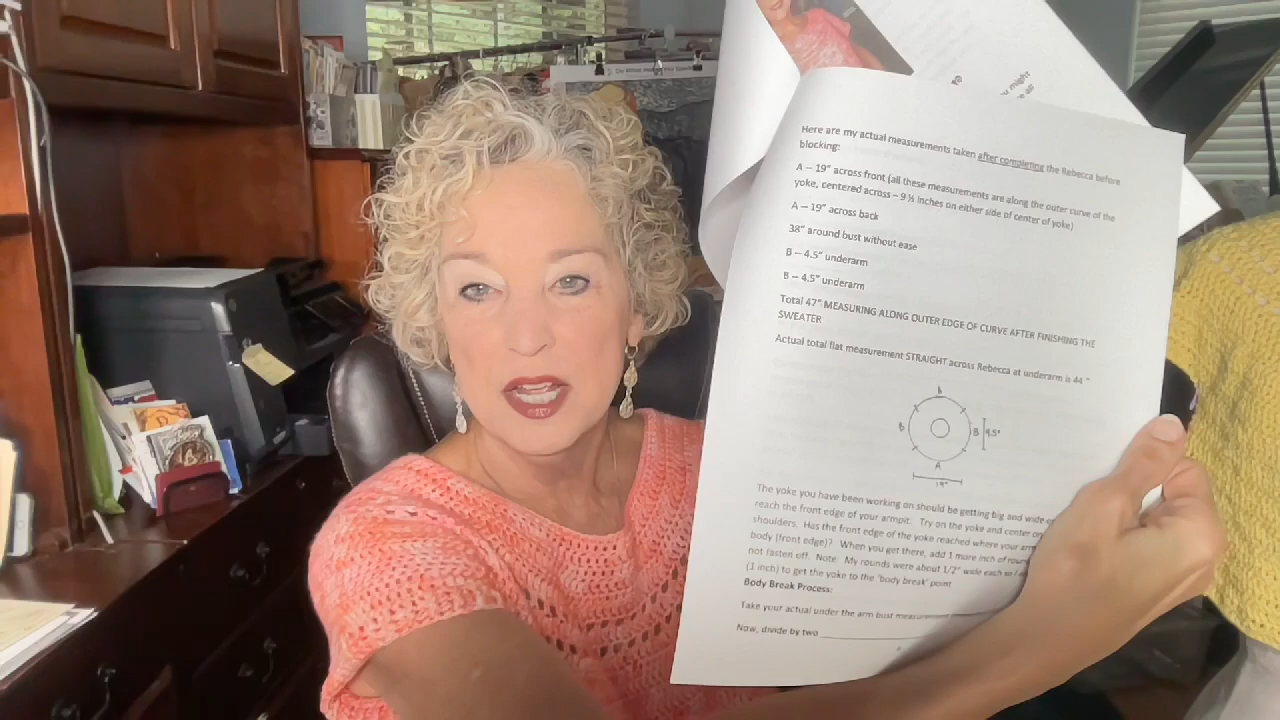 u might
Here are my actual measurements taken after completing the Rebecca before
blocking:
A – 19" across front (all these measurements are along the outer curve of the
yoke, centered across – 9 ½ inches on either side of center of yoke)
A – 19" across back
38" around bust without ease
B – 4.5" underarm
B – 4.5" underarm
Total 47" MEASURING ALONG OUTER EDGE OF CURVE AFTER FINISHING THE
SWEATER
Actual total flat measurement STRAIGHT across Rebecca at underarm is 44 "
B
B
4.5"
A
19"
The yoke you have been working on should be getting big and wide
reach the front edge of your armpit. Try on the yoke and center on
shoulders. Has the front edge of the yoke reached where your arm
body (front edge)? When you get there, add 1 more inch of
not fasten off. Note: My rounds were about 1/2" wide each so I
(1 inch) to get the yoke to the 'body break' point
Body Break Process:
Take your actual under the arm bust measurement
Now, divide by two